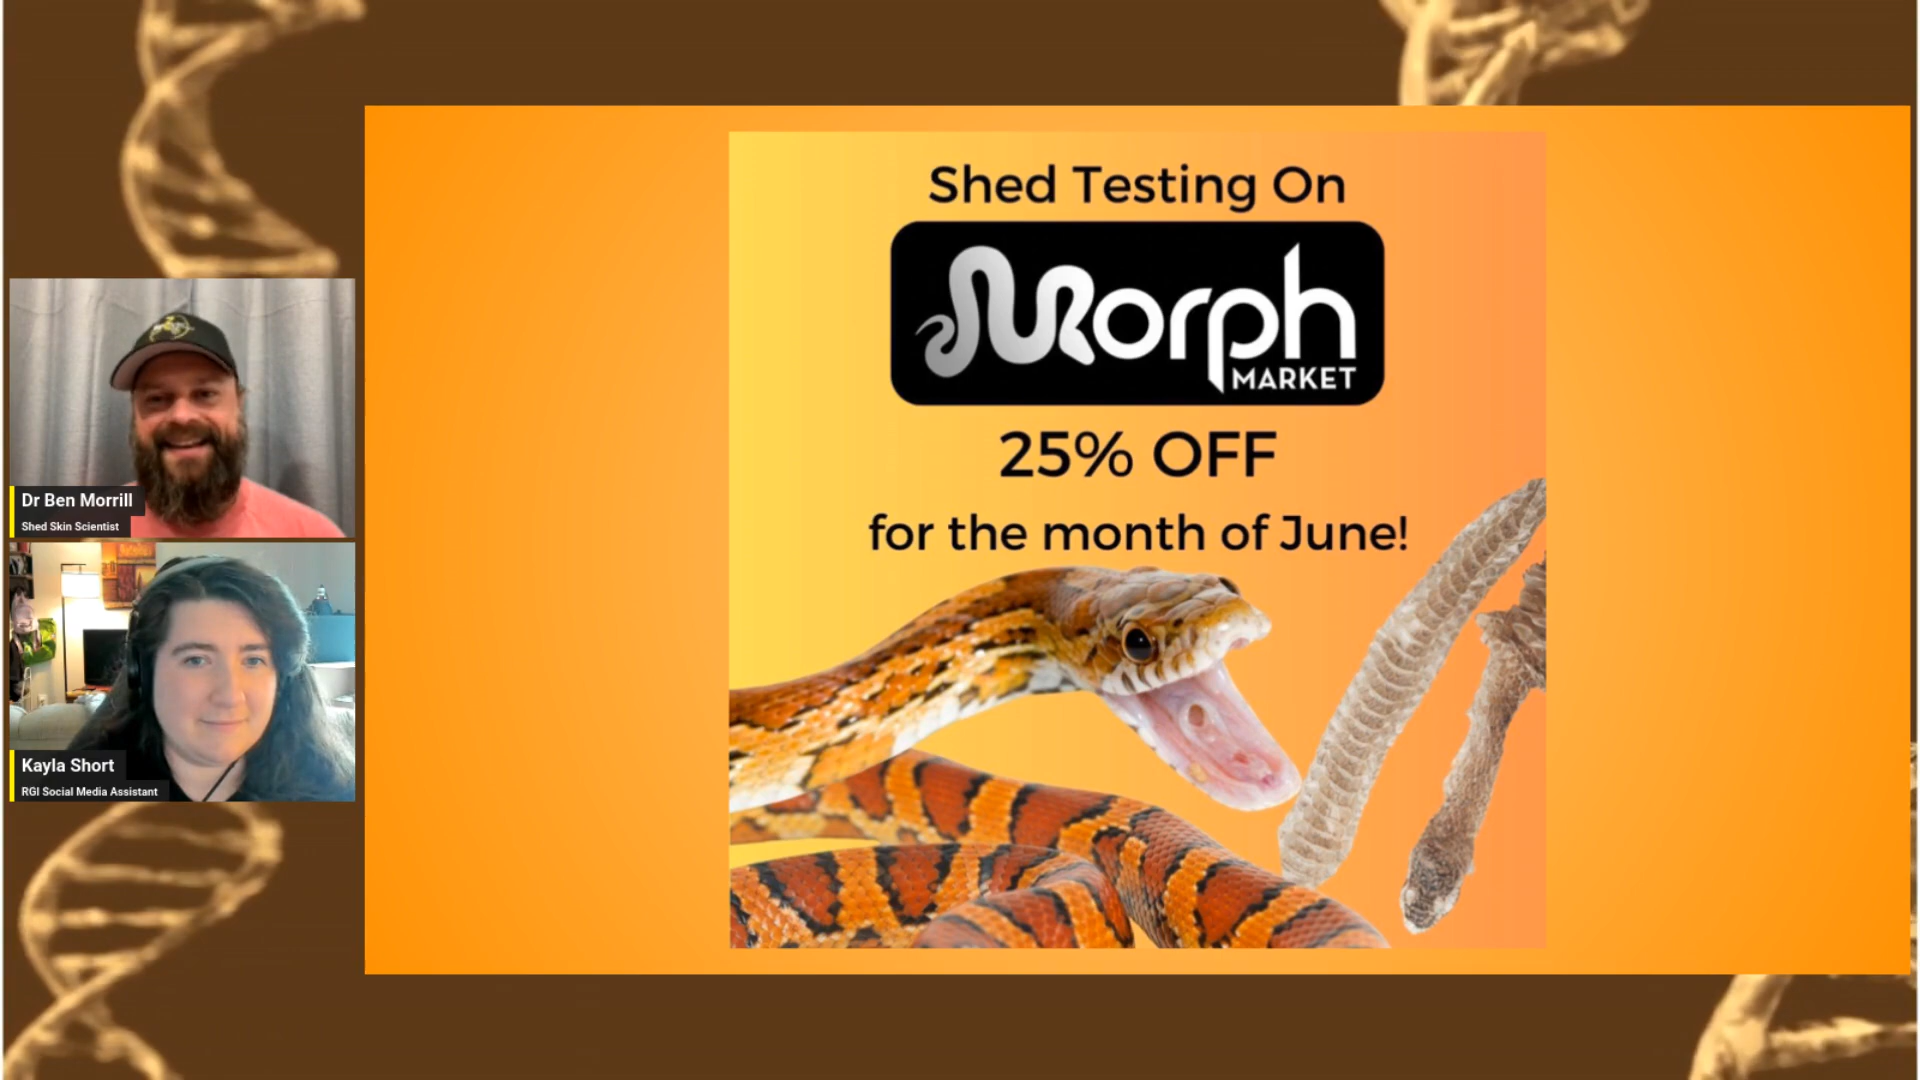 Shed Testing On
Morph
MARKET
25% OFF
for the month of June!
Dr Ben Morrill
Shed Skin Scientist
Kayla Short
RGI Social Media Assistant